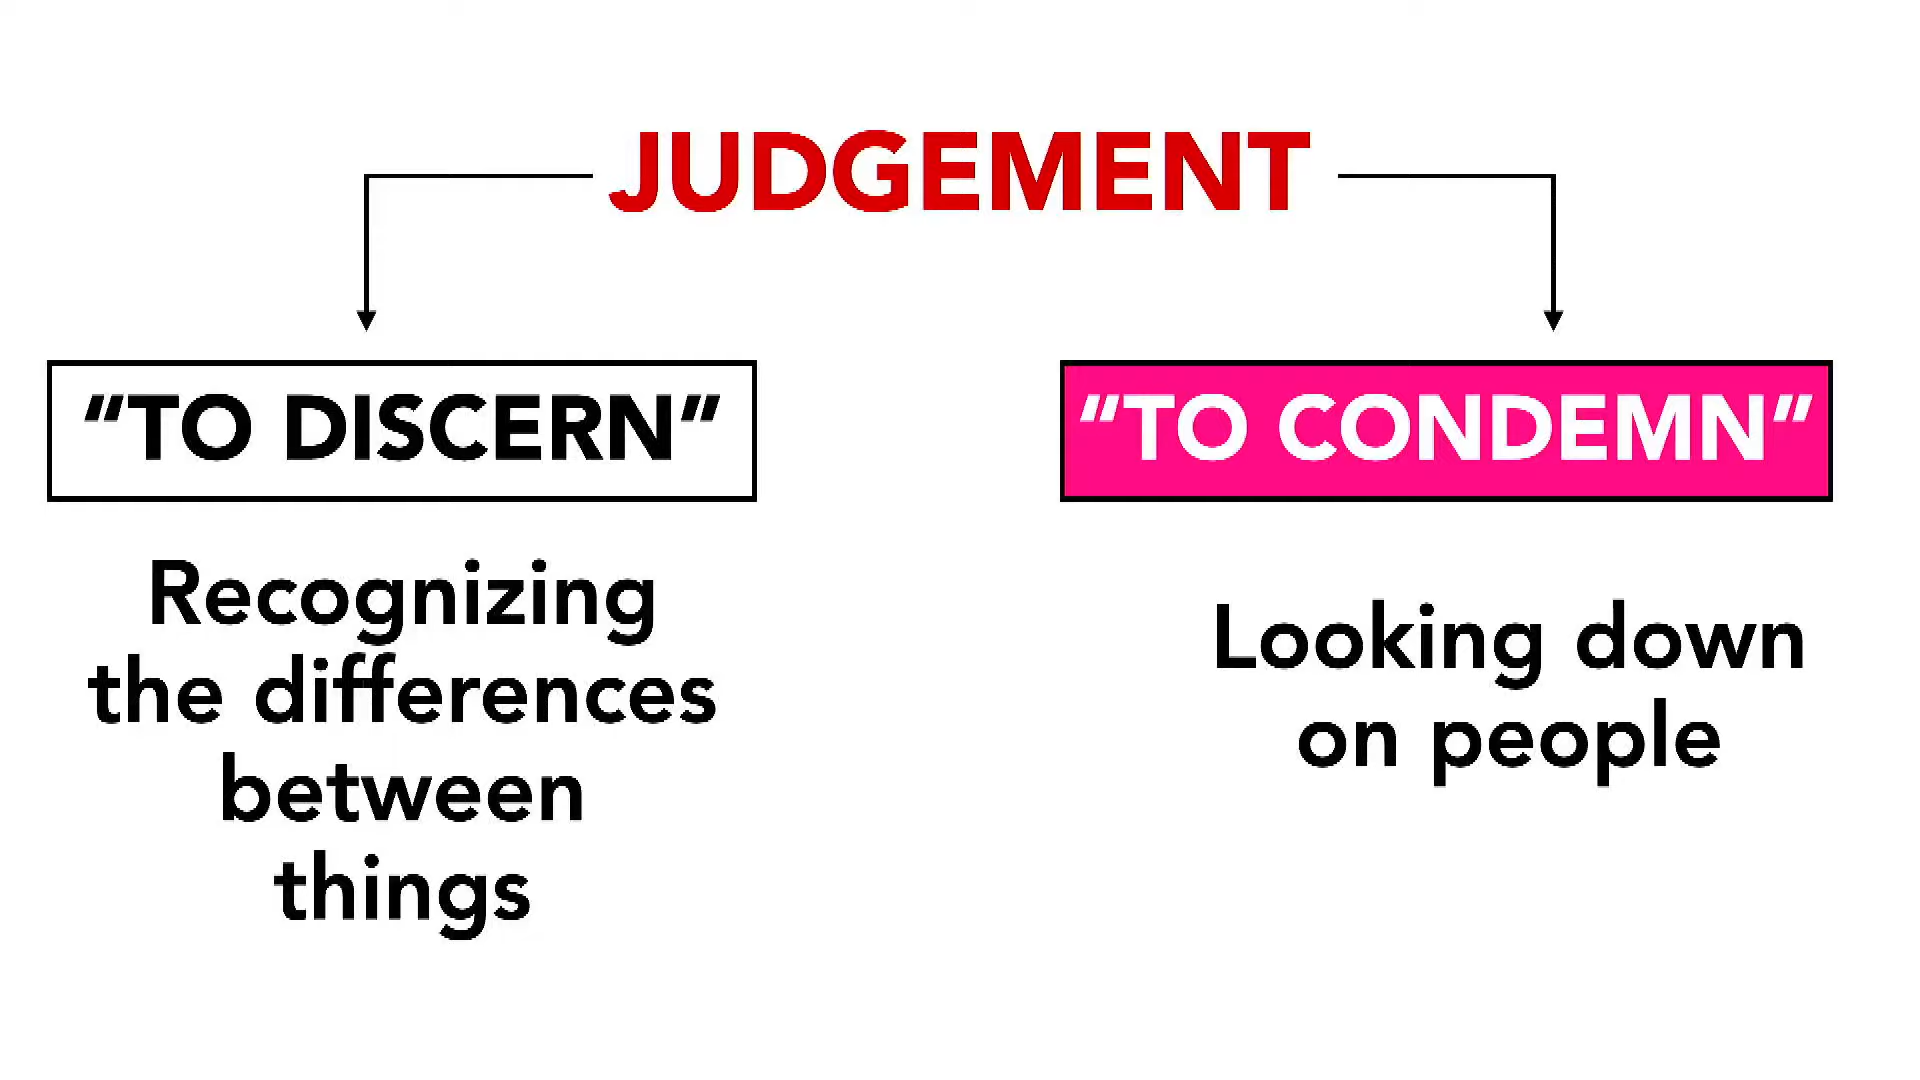 JUDGEMENT
“TO DISCERN”
Recognizing
the differences
between
things
“TO CONDEMN”
Looking down
on people